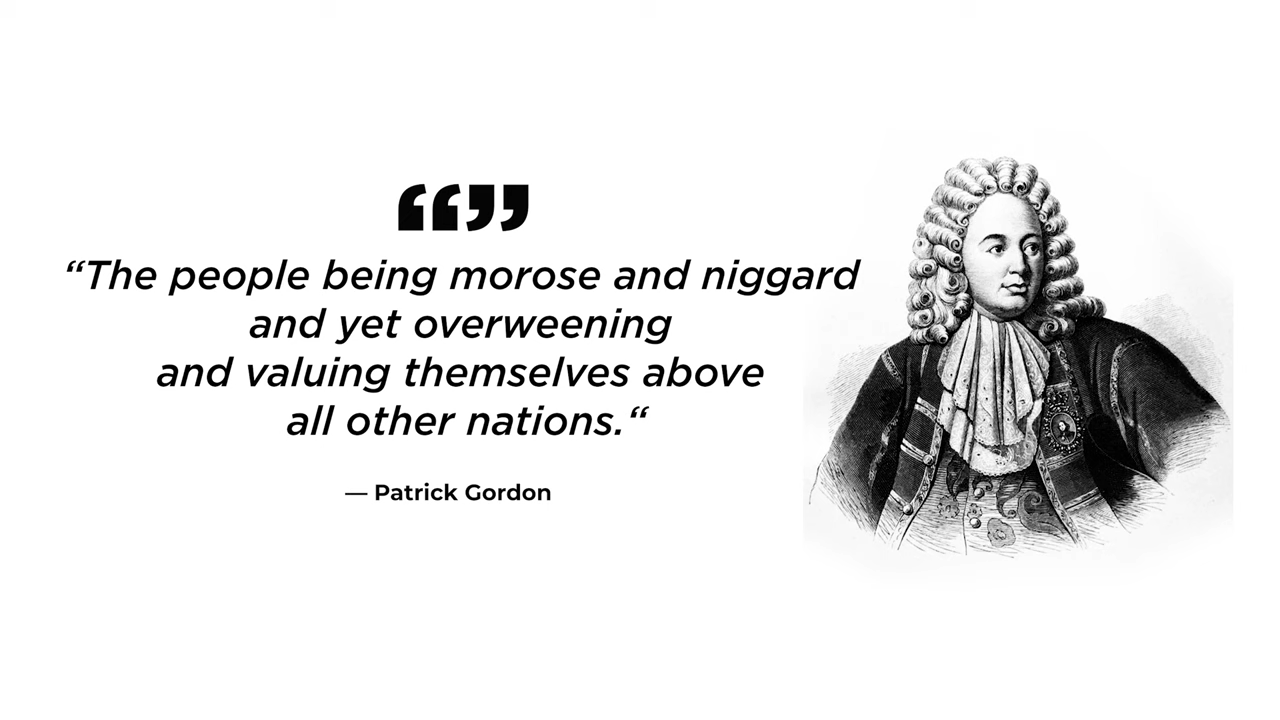 “”
“The people being morose and niggard
and yet overweening
and valuing themselves above
all other nations.“
— Patrick Gordon